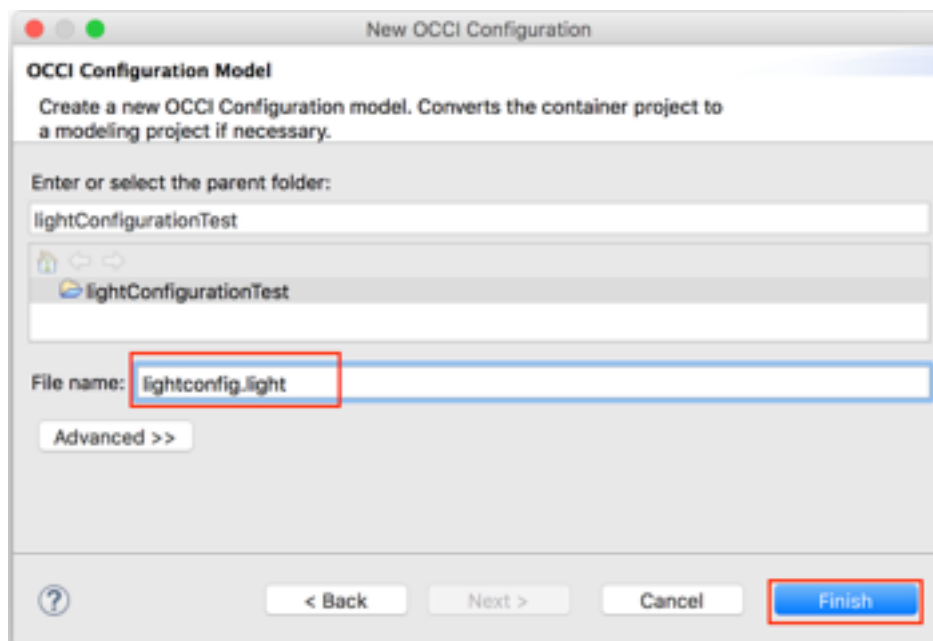 New OCCI Configuration
OCCI Configuration Model
Create a new OCCI Configuration model. Converts the container project to
a modeling project if necessary.
Enter or select the parent folder:
lightConfigurationTest
lightConfigurationTest
File name: lightconfig.light
Advanced >>
? < Back Next > Cancel Finish